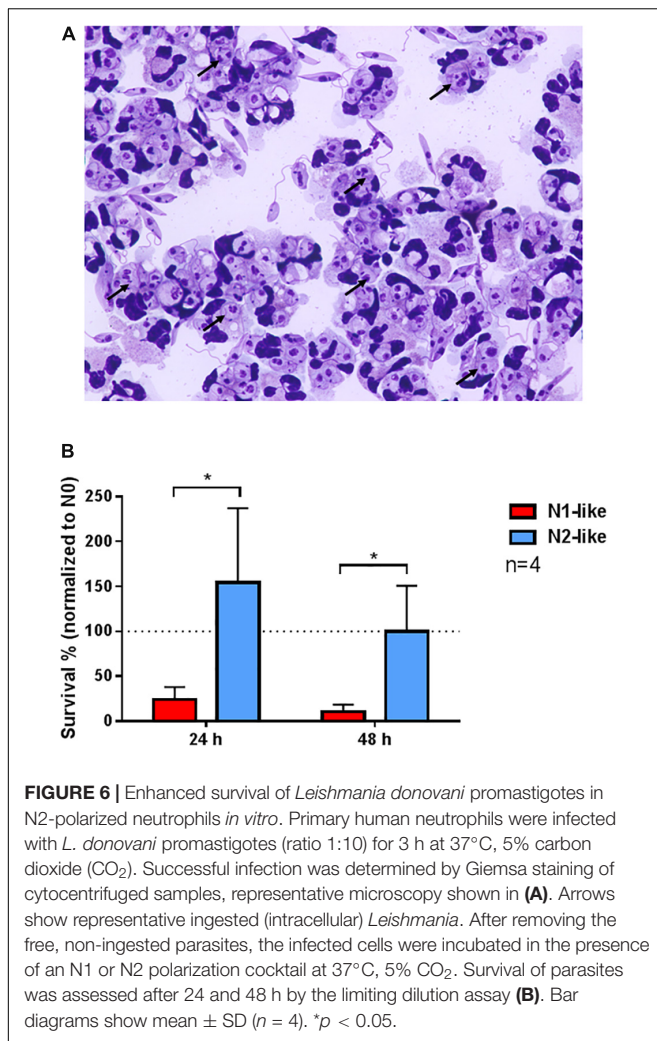 A
B
Survival % (normalized to N0)
250
200
150
100
50
0
*
*
24 h
48 h
N1-like
N2-like
n=4
FIGURE 6 | Enhanced survival of Leishmania donovani promastigotes in
N2-polarized neutrophils in vitro. Primary human neutrophils were infected
with L. donovani promastigotes (ratio 1:10) for 3 h at 37°C, 5% carbon
dioxide (CO₂). Successful infection was determined by Giemsa staining of
cytocentrifuged samples, representative microscopy shown in (A). Arrows
show representative ingested (intracellular) Leishmania. After removing the
free, non-ingested parasites, the infected cells were incubated in the presence
of an N1 or N2 polarization cocktail at 37°C, 5% CO₂. Survival of parasites
was assessed after 24 and 48 h by the limiting dilution assay (B). Bar
diagrams show mean ± SD (n = 4). *p < 0.05.